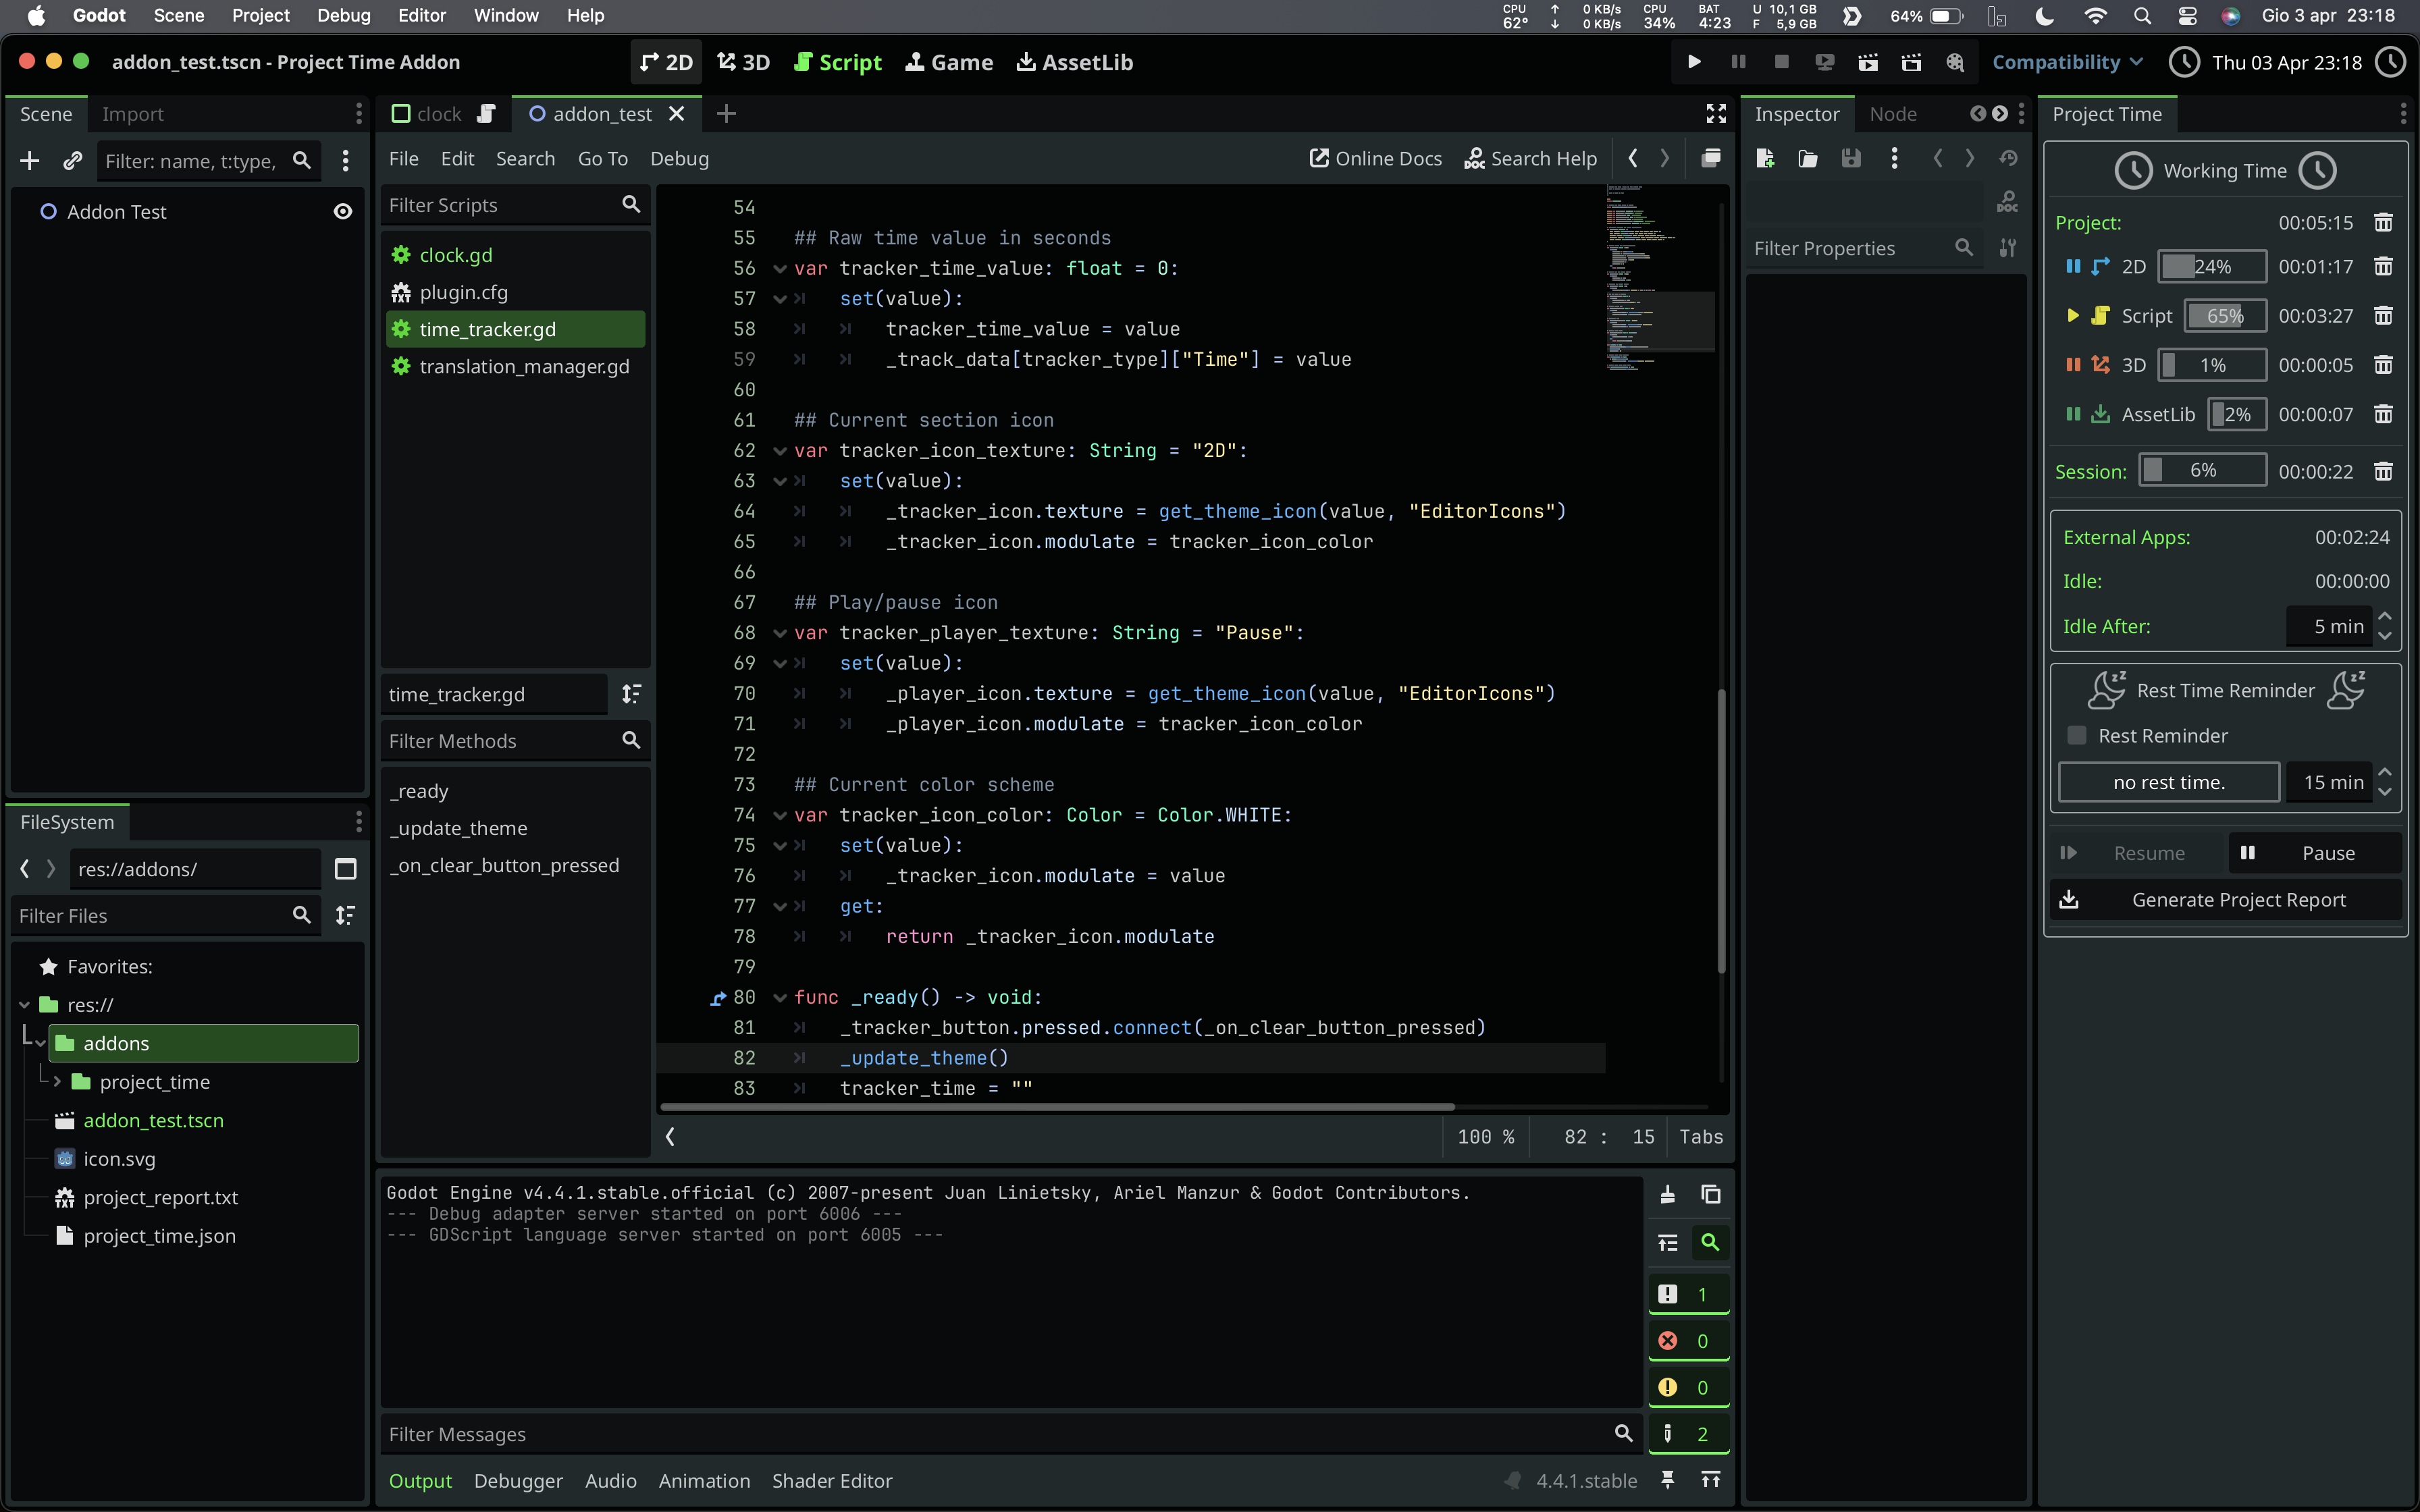 Godot Scene Project Debug Editor Window Help
CPU 62° 0 KB/s 0 KB/s CPU 34% BAT 4:23 U 10,1 GB F 5,9 GB 64% Gio 3 apr 23:18
addon_test.tscn - Project Time Addon
2D 3D Script Game AssetLib
Compatibility Thu 03 Apr 23:18
Scene Import
Filter: name, t:type,
Addon Test
FileSystem
res://addons/
Filter Files
Favorites:
res://
addons
project_time
addon_test.tscn
icon.svg
project_report.txt
project_time.json
clock addon_test
File Edit Search Go To Debug
Online Docs Search Help
Filter Scripts
clock.gd
plugin.cfg
time_tracker.gd
translation_manager.gd
time_tracker.gd
Filter Methods
_ready
_update_theme
_on_clear_button_pressed
54
55 ## Raw time value in seconds
56 var tracker_time_value: float = 0:
57 set(value):
58 tracker_time_value = value
59 _track_data[tracker_type]["Time"] = value
60
61 ## Current section icon
62 var tracker_icon_texture: String = "2D":
63 set(value):
64 _tracker_icon.texture = get_theme_icon(value, "EditorIcons")
65 _tracker_icon.modulate = tracker_icon_color
66
67 ## Play/pause icon
68 var tracker_player_texture: String = "Pause":
69 set(value):
70 _player_icon.texture = get_theme_icon(value, "EditorIcons")
71 _player_icon.modulate = tracker_icon_color
72
73 ## Current color scheme
74 var tracker_icon_color: Color = Color.WHITE:
75 set(value):
76 _tracker_icon.modulate = value
77 get:
78 return _tracker_icon.modulate
79
80 func _ready() -> void:
81 _tracker_button.pressed.connect(_on_clear_button_pressed)
82 _update_theme()
83 tracker_time = ""
100 % 82 : 15 Tabs
Godot Engine v4.4.1.stable.official (c) 2007-present Juan Linietsky, Ariel Manzur & Godot Contributors.
--- Debug adapter server started on port 6006 ---
--- GDScript language server started on port 6005 ---
1
0
0
2
Filter Messages
Output Debugger Audio Animation Shader Editor
4.4.1.stable
Inspector Node
DOC
Filter Properties
Project Time
Working Time
Project: 00:05:15
2D 24% 00:01:17
Script 65% 00:03:27
3D 1% 00:00:05
AssetLib 2% 00:00:07
Session: 6% 00:00:22
External Apps: 00:02:24
Idle: 00:00:00
Idle After: 5 min
Rest Time Reminder
Rest Reminder
no rest time. 15 min
Resume Pause
Generate Project Report